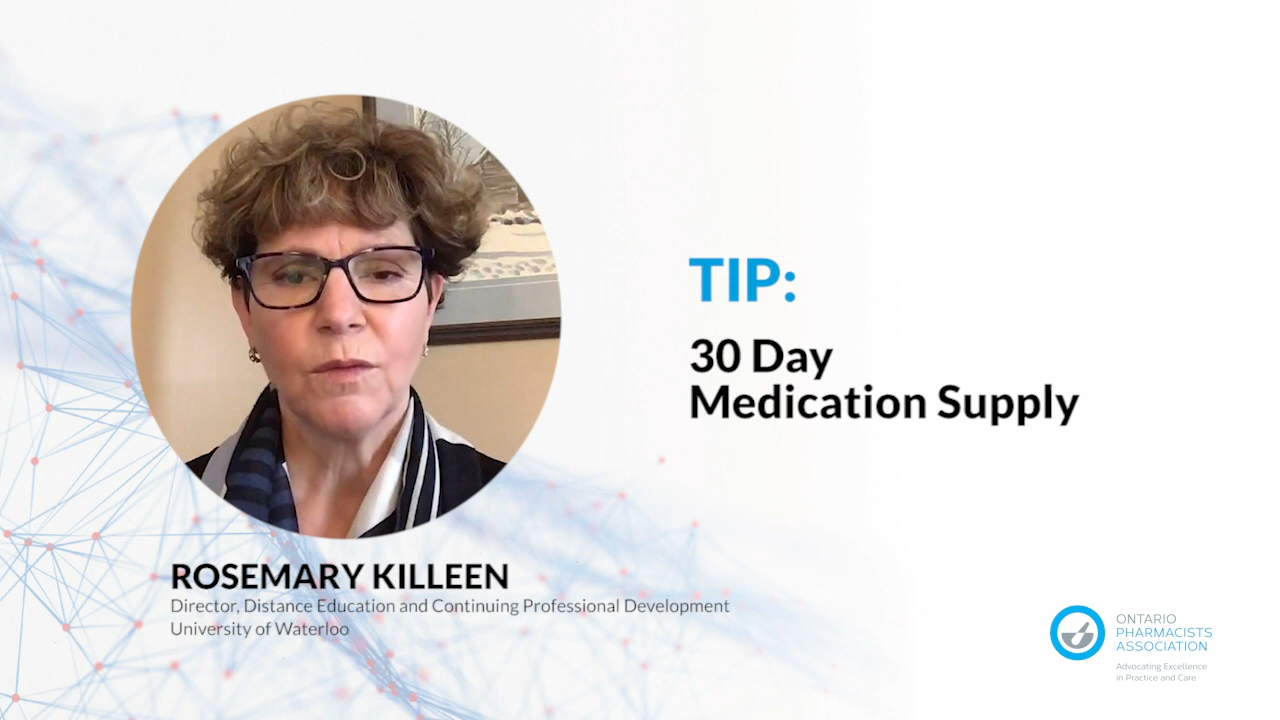 TIP:
30 Day
Medication Supply
ROSEMARY KILLEEN
Director, Distance Education and Continuing Professional Development
University of Waterloo
ONTARIO
PHARMACISTS
ASSOCIATION
Advocating Excellence
in Practice and Care